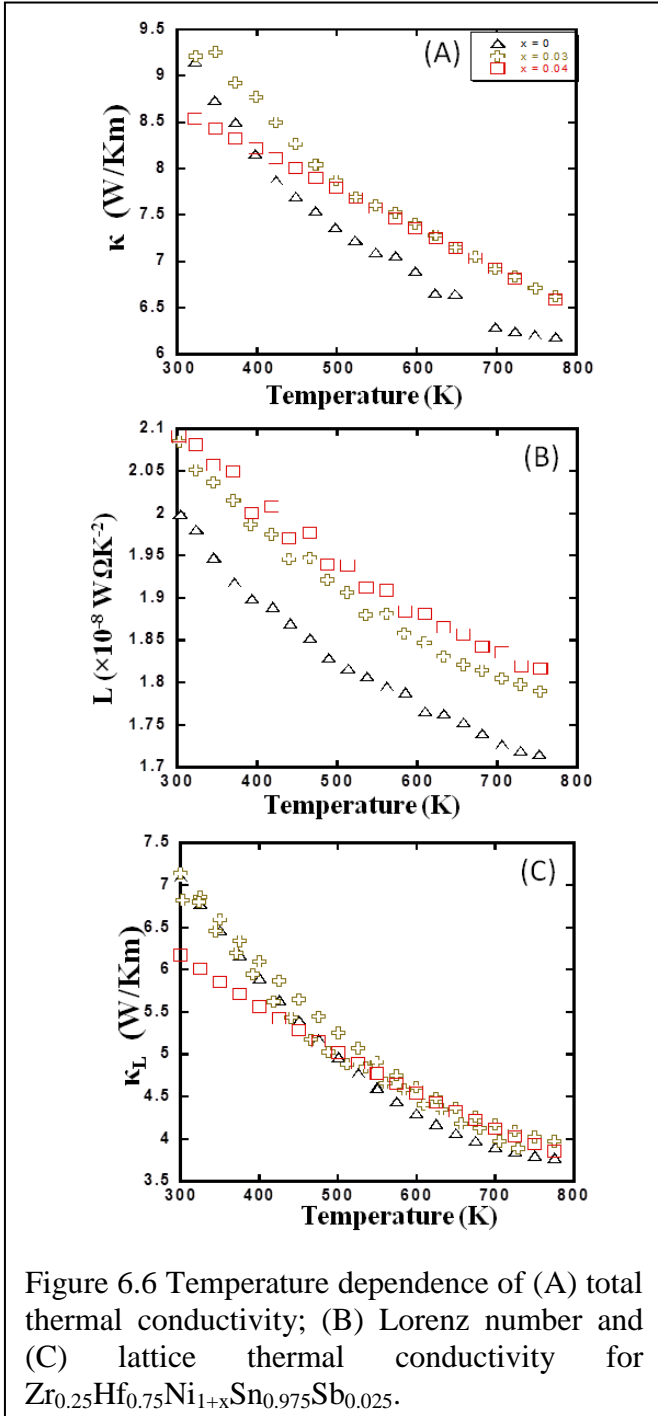 (A)
x = 0
x = 0.03
x = 0.04
9.5
9
8.5
8
7.5
7
6.5
6
κ (W/Km)
300 400 500 600 700 800
Temperature (K)
(B)
2.1
2.05
2
1.95
1.9
1.85
1.8
1.75
1.7
L (×10⁻⁸ WΩK⁻²)
300 400 500 600 700 800
Temperature (K)
(C)
7.5
7
6.5
6
5.5
5
4.5
4
3.5
κL (W/Km)
300 400 500 600 700 800
Temperature (K)
Figure 6.6 Temperature dependence of (A) total
thermal conductivity; (B) Lorenz number and
(C) lattice thermal conductivity for
Zr₀.₂₅Hf₀.₇₅Ni₁₊ₓSn₀.₉₇₅Sb₀.₀₂₅.